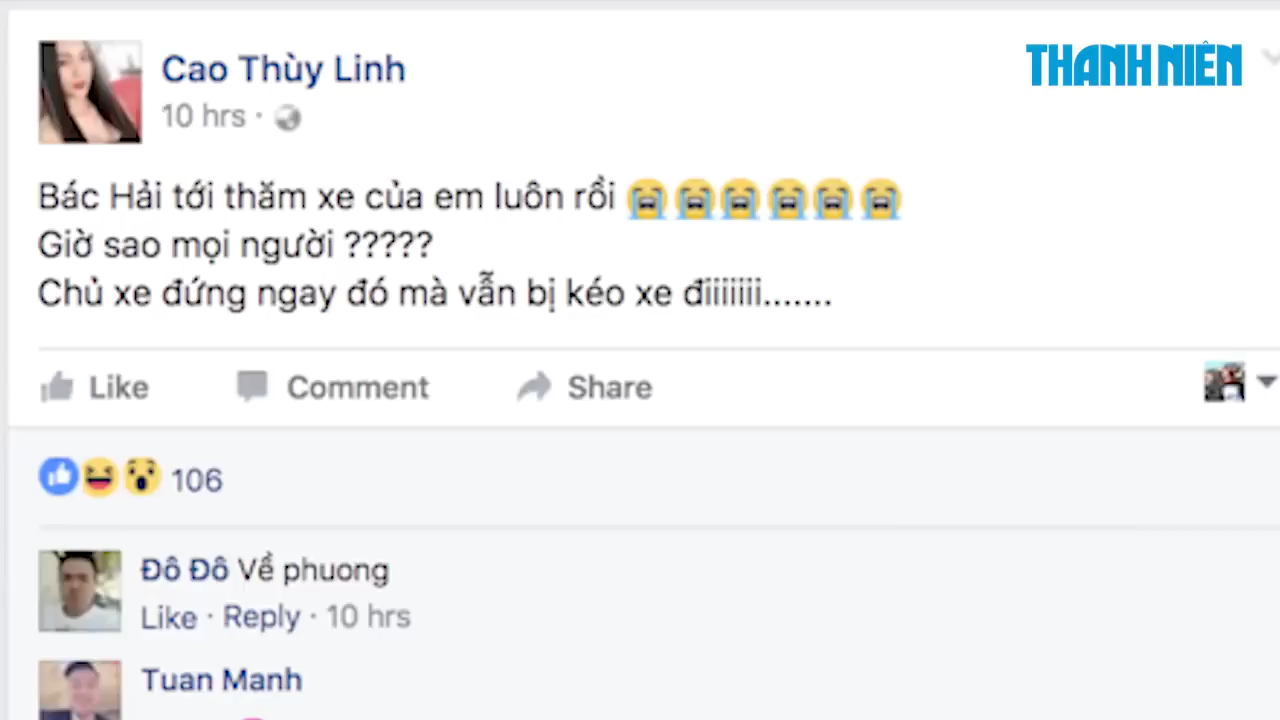 THANH NIÊN
Cao Thùy Linh
10 hrs ·
Bác Hải tới thăm xe của em luôn rồi 😭😭😭😭😭😭
Giờ sao mọi người ?????
Chủ xe đứng ngay đó mà vẫn bị kéo xe điiiiiii.......
Like Comment Share
106
Đô Đô Về phuong
Like · Reply · 10 hrs
Tuan Manh